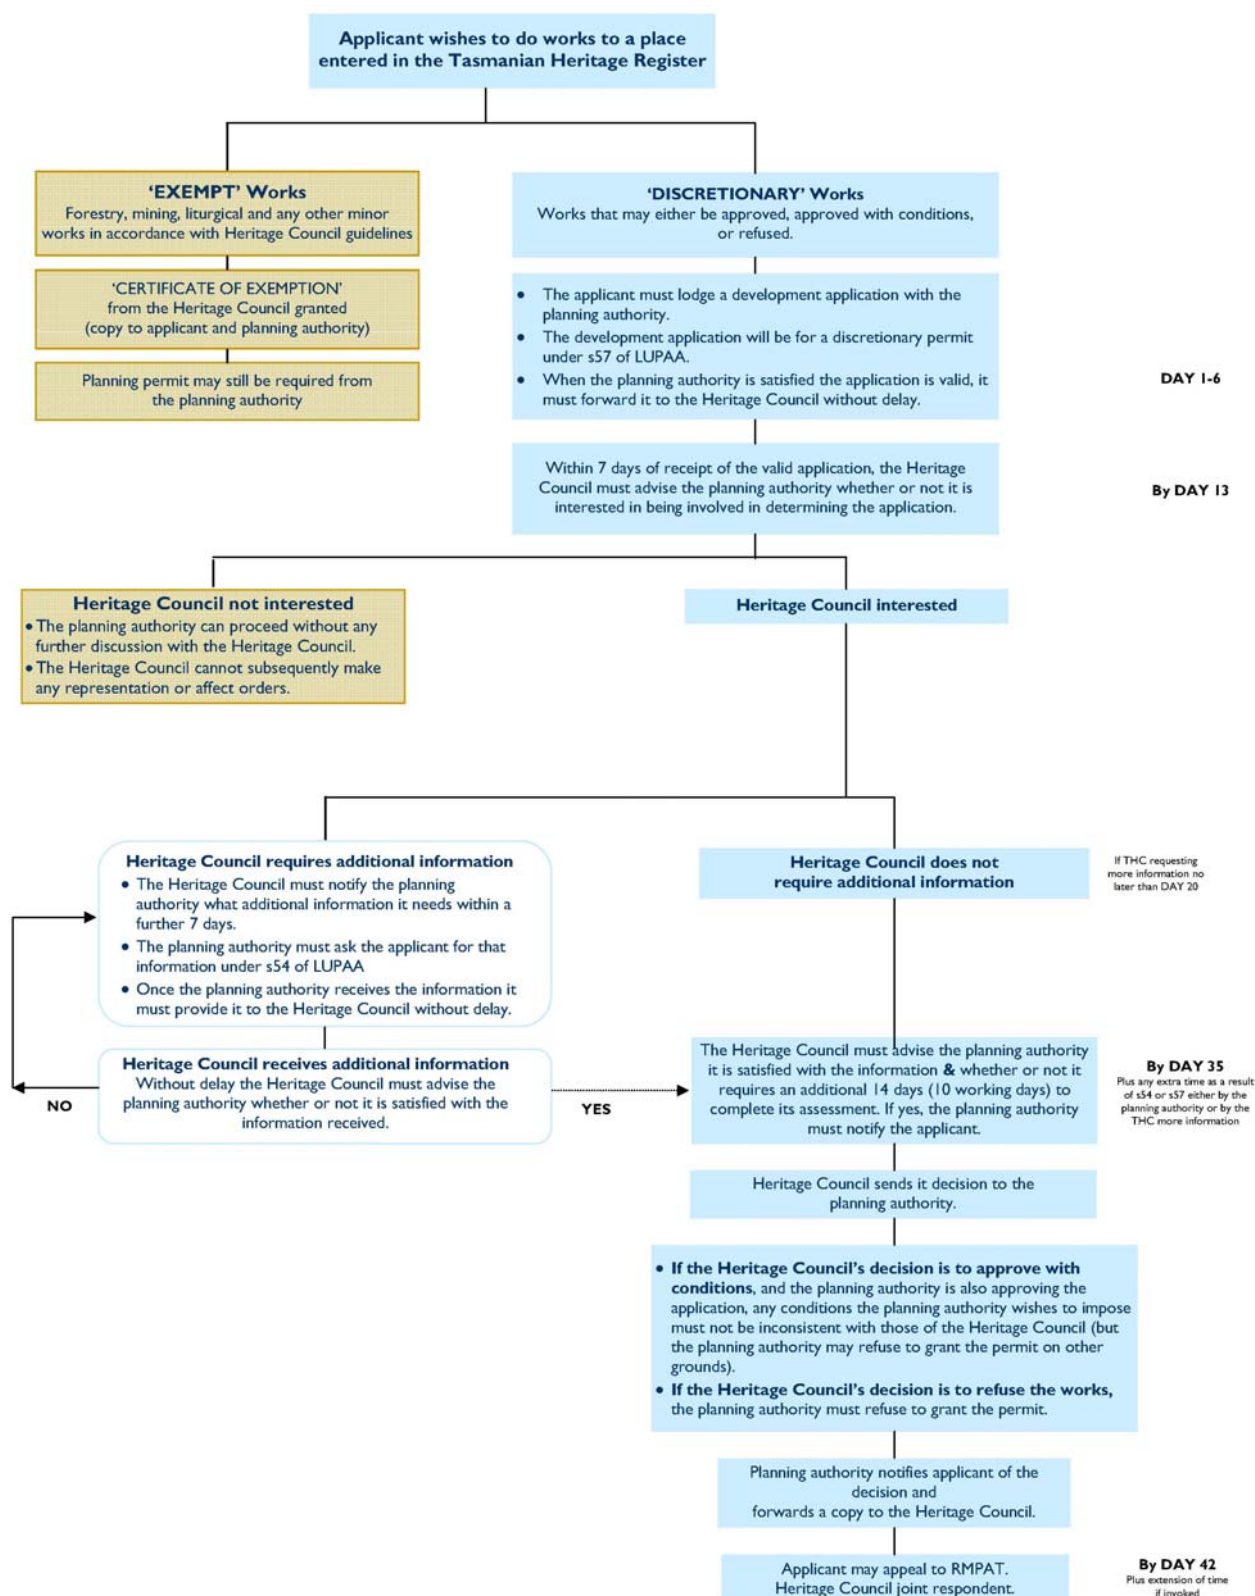 Applicant wishes to do works to a place
entered in the Tasmanian Heritage Register
‘EXEMPT’ Works
Forestry, mining, liturgical and any other minor
works in accordance with Heritage Council guidelines
‘CERTIFICATE OF EXEMPTION’
from the Heritage Council granted
(copy to applicant and planning authority)
Planning permit may still be required from
the planning authority
‘DISCRETIONARY’ Works
Works that may either be approved, approved with conditions,
or refused.
• The applicant must lodge a development application with the
planning authority.
• The development application will be for a discretionary permit
under s57 of LUPAA.
• When the planning authority is satisfied the application is valid, it
must forward it to the Heritage Council without delay.
DAY 1-6
Within 7 days of receipt of the valid application, the Heritage
Council must advise the planning authority whether or not it is
interested in being involved in determining the application.
By DAY 13
Heritage Council not interested
• The planning authority can proceed without any
further discussion with the Heritage Council.
• The Heritage Council cannot subsequently make
any representation or affect orders.
Heritage Council interested
Heritage Council requires additional information
• The Heritage Council must notify the planning
authority what additional information it needs within a
further 7 days.
• The planning authority must ask the applicant for that
information under s54 of LUPAA
• Once the planning authority receives the information it
must provide it to the Heritage Council without delay.
Heritage Council does not
require additional information
If THC requesting
more information no
later than DAY 20
Heritage Council receives additional information
Without delay the Heritage Council must advise the
planning authority whether or not it is satisfied with the
information received.
NO
YES
The Heritage Council must advise the planning authority
it is satisfied with the information & whether or not it
requires an additional 14 days (10 working days) to
complete its assessment. If yes, the planning authority
must notify the applicant.
By DAY 35
Plus any extra time as a result
of s54 or s57 either by the
planning authority or by the
THC more information
Heritage Council sends it decision to the
planning authority.
• If the Heritage Council’s decision is to approve with
conditions, and the planning authority is also approving the
application, any conditions the planning authority wishes to impose
must not be inconsistent with those of the Heritage Council (but
the planning authority may refuse to grant the permit on other
grounds).
• If the Heritage Council’s decision is to refuse the works,
the planning authority must refuse to grant the permit.
Planning authority notifies applicant of the
decision and
forwards a copy to the Heritage Council.
Applicant may appeal to RMPAT.
Heritage Council joint respondent.
By DAY 42
Plus extension of time
if invoked